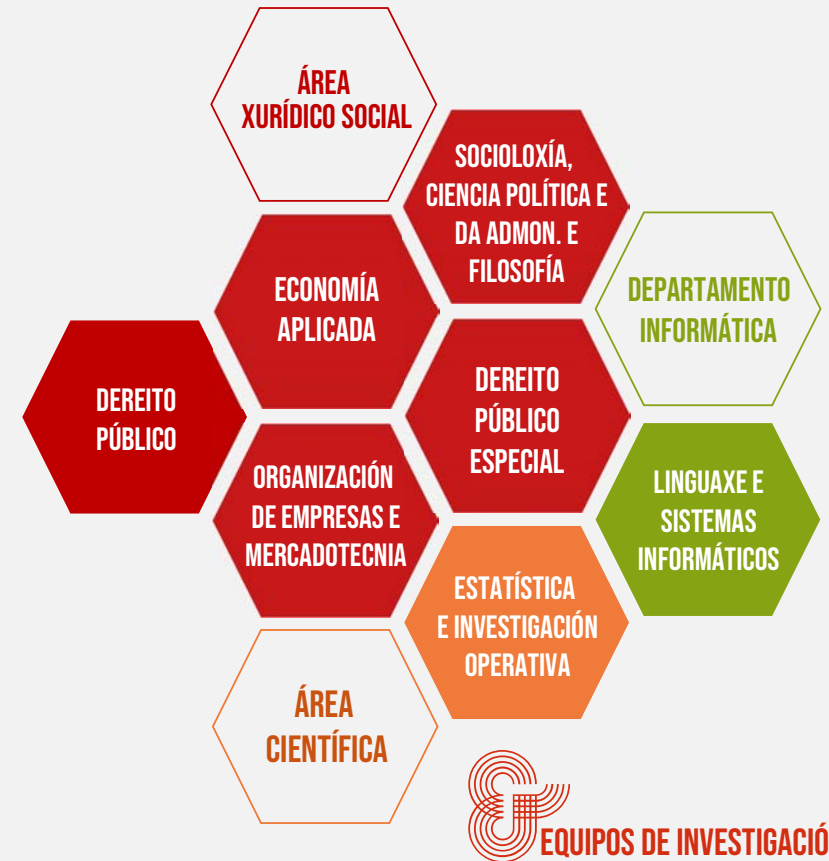 ÁREA
XURÍDICO SOCIAL
SOCIOLOXÍA,
CIENCIA POLÍTICA E
DA ADMON. E
FILOSOFÍA
ECONOMÍA
APLICADA
DEPARTAMENTO
INFORMÁTICA
DEREITO
PÚBLICO
DEREITO
PÚBLICO
ESPECIAL
ORGANIZACIÓN
DE EMPRESAS E
MERCADOTECNIA
LINGUAXE E
SISTEMAS
INFORMÁTICOS
ESTATÍSTICA
E INVESTIGACIÓN
OPERATIVA
ÁREA
CIENTÍFICA
EQUIPOS DE INVESTIGACIÓ